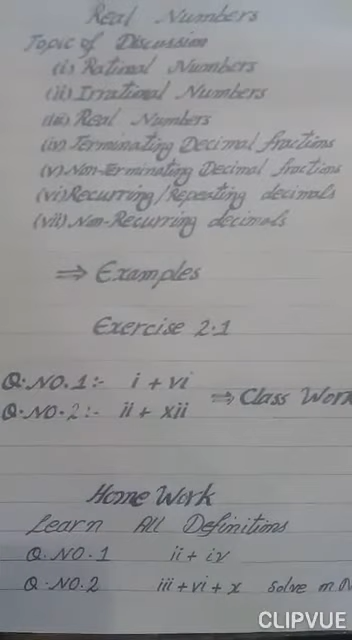 Real Numbers
Topic of Discussion
(i) Rational Numbers
(ii) Irrational Numbers
(iii) Real Numbers
(iv) Terminating Decimal fractions
(v) Non-Terminating Decimal fractions
(vi) Recurring/Repeating decimals
(vii) Non-Recurring decimals
⇒ Examples
Exercise 2.1
Q.NO.1:- i + vi
⇒ Class Work
Q.NO.2:- ii + xii
Home Work
Learn All Definitions
Q.NO.1 ii + iv
Q.NO.2 iii + vi + x Solve
CLIPVUE